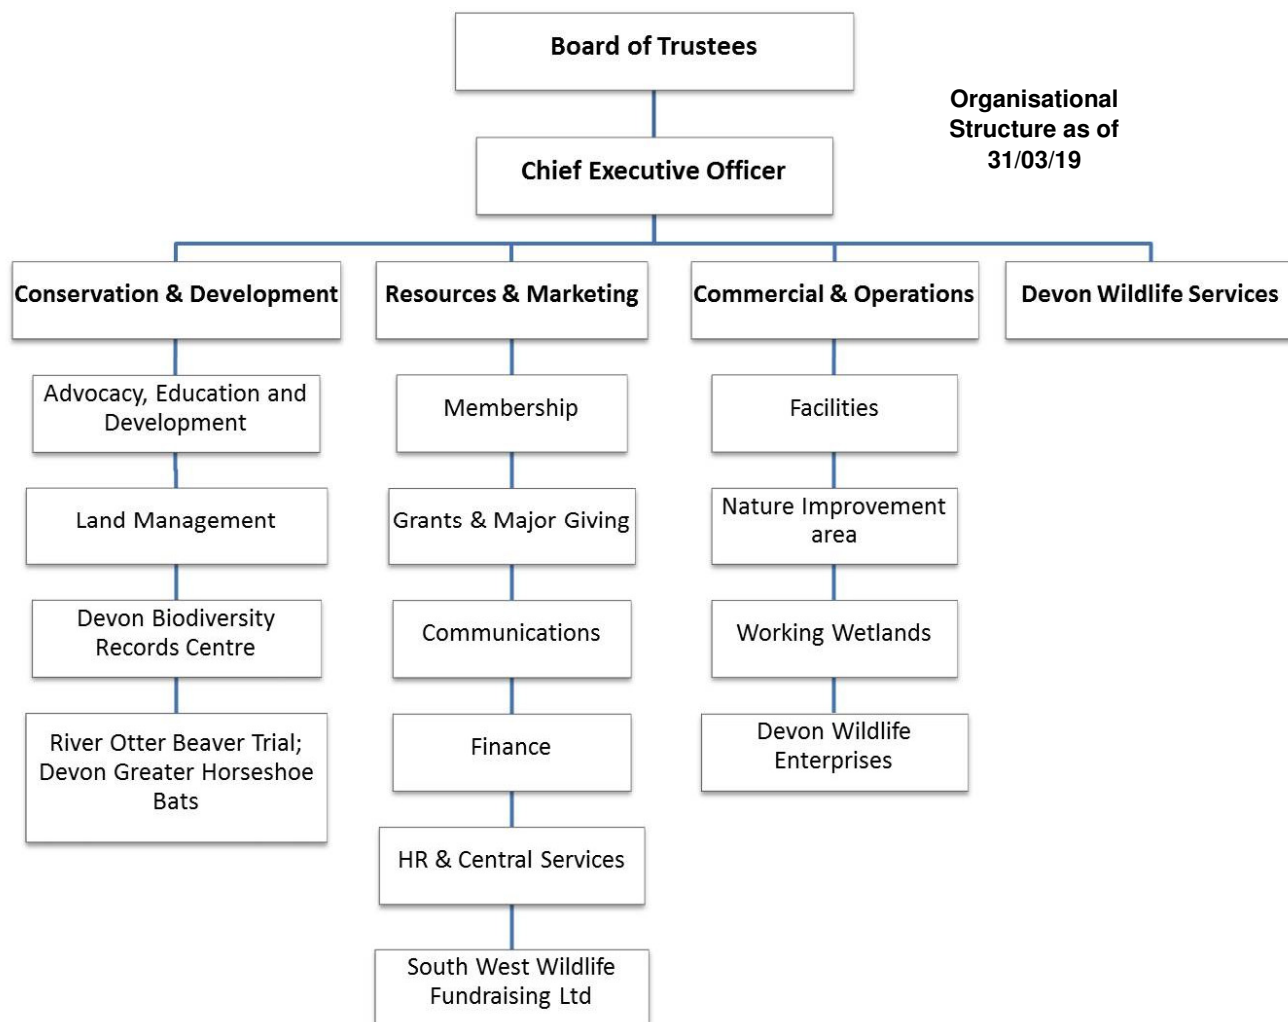 Board of Trustees
Organisational
Structure as of
31/03/19
Chief Executive Officer
Conservation & Development
Resources & Marketing
Commercial & Operations
Devon Wildlife Services
Advocacy, Education and
Development
Membership
Facilities
Land Management
Grants & Major Giving
Nature Improvement
area
Devon Biodiversity
Records Centre
Communications
Working Wetlands
River Otter Beaver Trial;
Devon Greater Horseshoe
Bats
Finance
Devon Wildlife
Enterprises
HR & Central Services
South West Wildlife
Fundraising Ltd